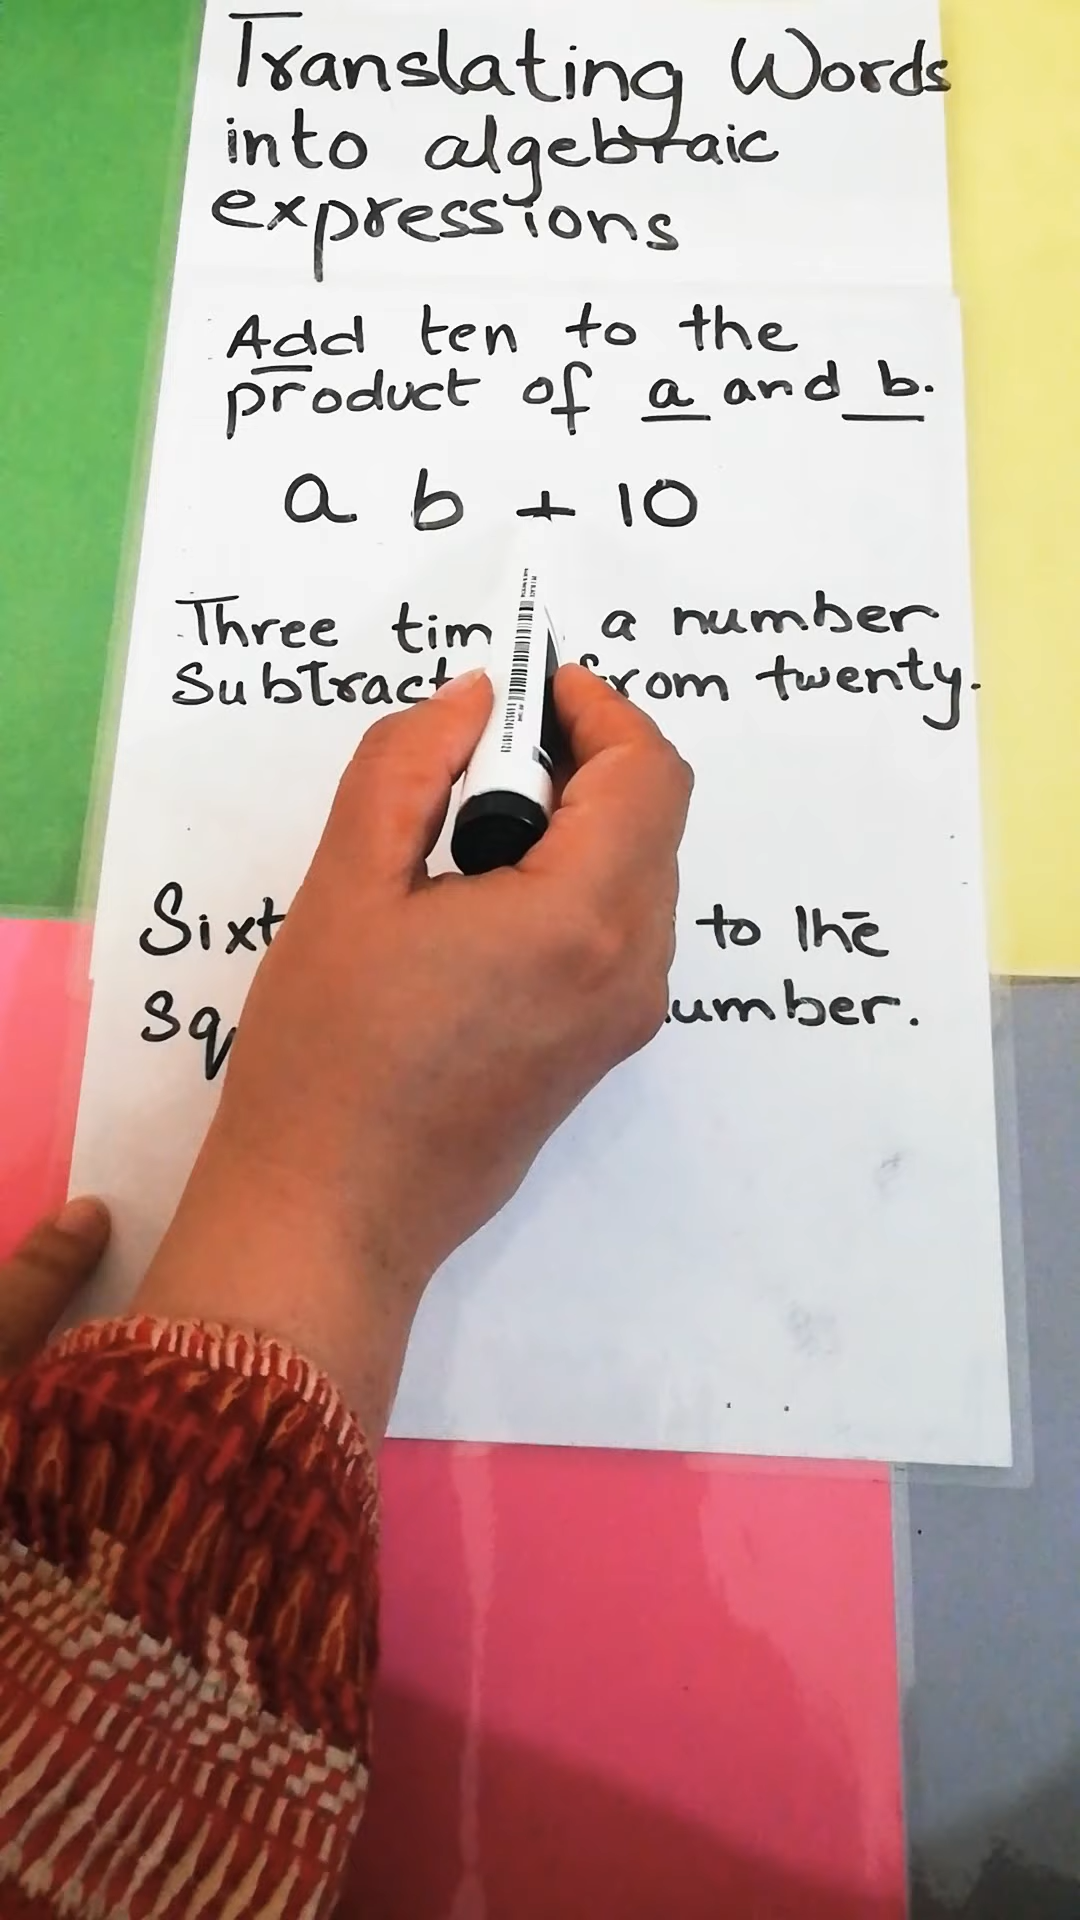 Translating Words
into algebraic
expressions
Add ten to the
product of a and b.
a b + 10
Three tim a number
Subtract from twenty.
Sixt to the
Sq umber.